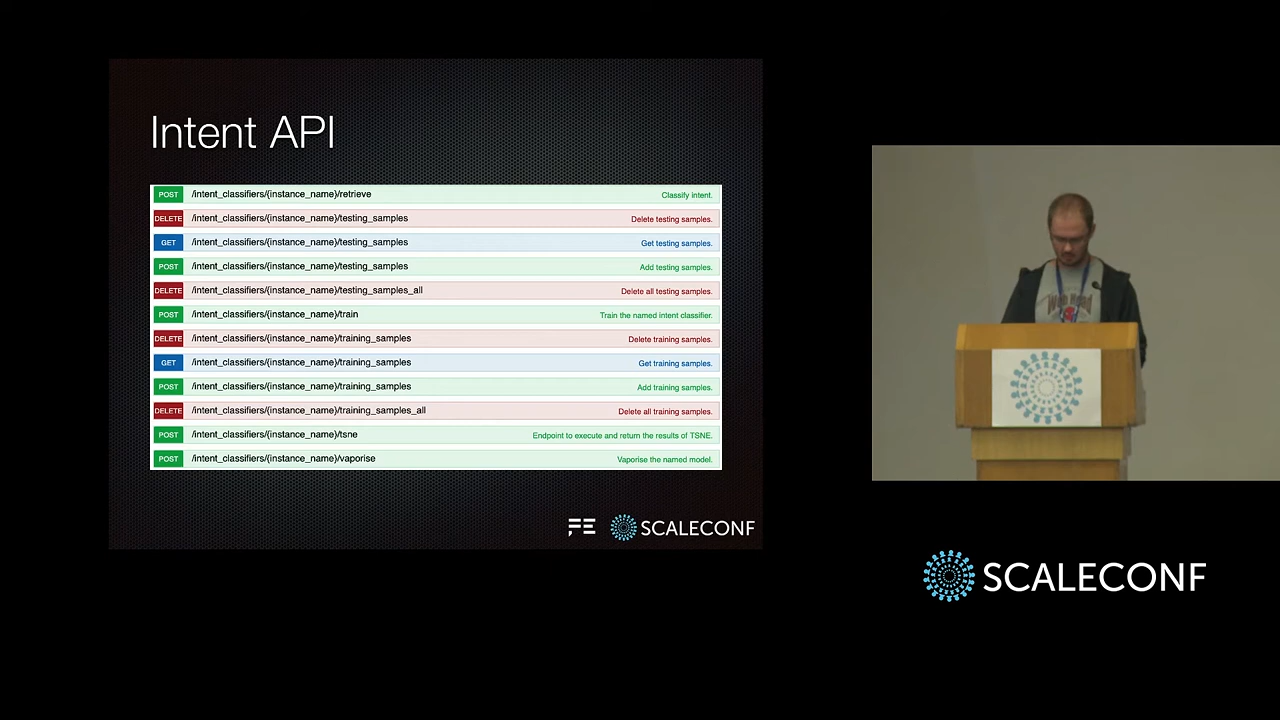 Intent API
POST /intent_classifiers/{instance_name}/retrieve Classify intent.
DELETE /intent_classifiers/{instance_name}/testing_samples Delete testing samples.
GET /intent_classifiers/{instance_name}/testing_samples Get testing samples.
POST /intent_classifiers/{instance_name}/testing_samples Add testing samples.
DELETE /intent_classifiers/{instance_name}/testing_samples_all Delete all testing samples.
POST /intent_classifiers/{instance_name}/train Train the named intent classifier.
DELETE /intent_classifiers/{instance_name}/training_samples Delete training samples.
GET /intent_classifiers/{instance_name}/training_samples Get training samples.
POST /intent_classifiers/{instance_name}/training_samples Add training samples.
DELETE /intent_classifiers/{instance_name}/training_samples_all Delete all training samples.
POST /intent_classifiers/{instance_name}/tsne Endpoint to execute and return the results of TSNE.
POST /intent_classifiers/{instance_name}/vaporise Vaporise the named model.
FE SCALECONF
SCALECONF